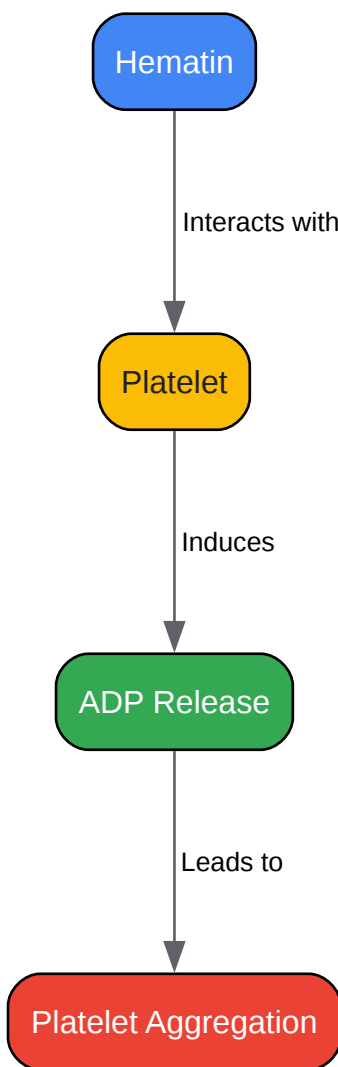 Hematin
Interacts with
Platelet
Induces
ADP Release
Leads to
Platelet Aggregation